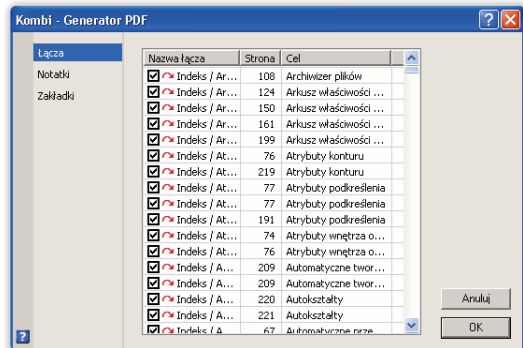 Kombi - Generator PDF
Łącza
Notatki
Zakładki
Nazwa łącza Strona Cel
Indeks / Ar... 108 Archiwizer plików
Indeks / Ar... 124 Arkusz właściwości ...
Indeks / Ar... 150 Arkusz właściwości ...
Indeks / Ar... 161 Arkusz właściwości ...
Indeks / Ar... 199 Arkusz właściwości ...
Indeks / At... 76 Atrybuty konturu
Indeks / At... 219 Atrybuty konturu
Indeks / At... 77 Atrybuty podkreślenia
Indeks / At... 77 Atrybuty podkreślenia
Indeks / At... 191 Atrybuty podkreślenia
Indeks / At... 74 Atrybuty wnętrza o...
Indeks / At... 76 Atrybuty wnętrza o...
Indeks / A... 209 Automatyczne twor...
Indeks / A... 209 Automatyczne twor...
Indeks / A... 220 Autokształty
Indeks / A... 221 Autokształty
Indeks / A... 67 Automatyczne prze...
Anuluj
OK